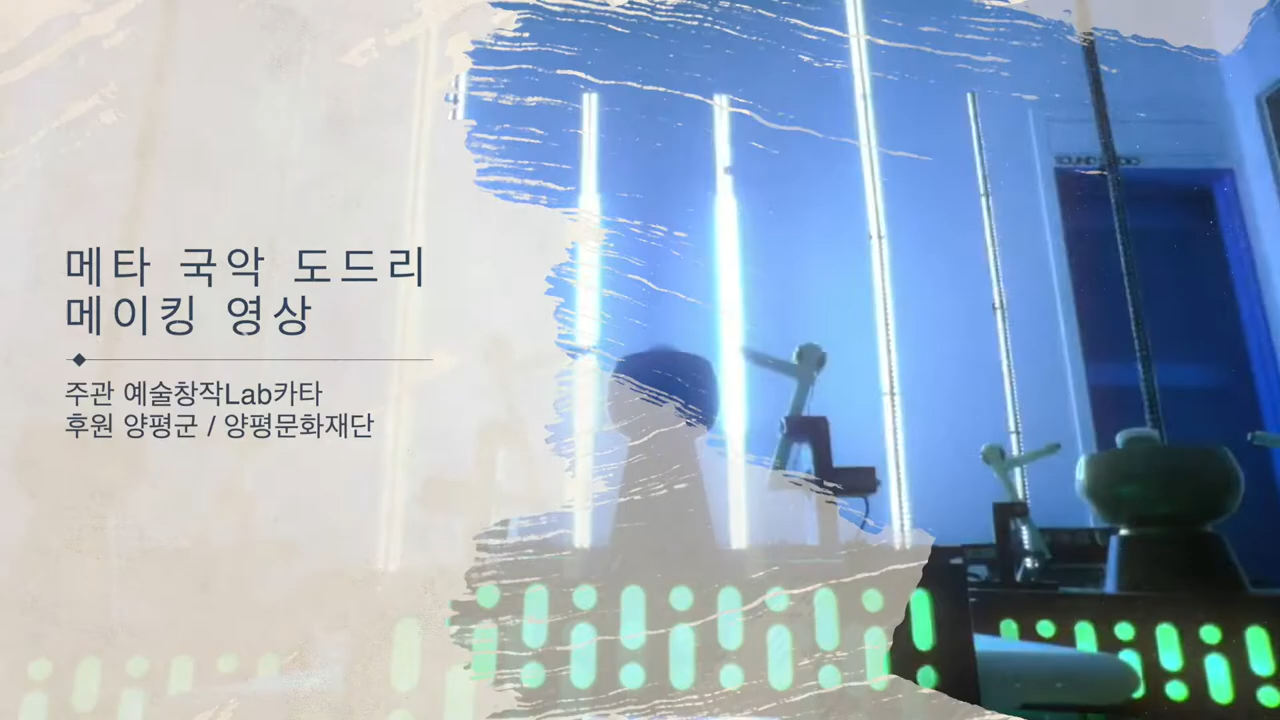 메타 국악 도드리
메이킹 영상
주관 예술창작Lab카타
후원 양평군 / 양평문화재단